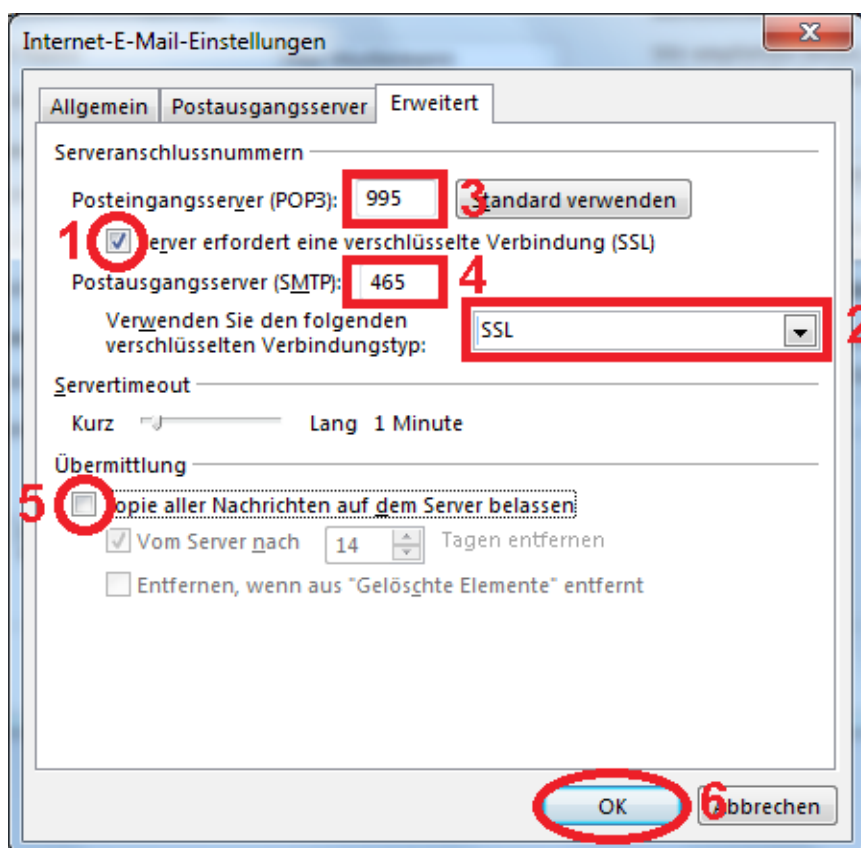 Internet-E-Mail-Einstellungen
Allgemein Postausgangsserver Erweitert
Serveranschlussnummern
Posteingangsserver (POP3): 995 3 Standard verwenden
1 Server erfordert eine verschlüsselte Verbindung (SSL)
Postausgangsserver (SMTP): 465 4
Verwenden Sie den folgenden
verschlüsselten Verbindungstyp: SSL 2
Servertimeout
Kurz Lang 1 Minute
Übermittlung
5 Kopie aller Nachrichten auf dem Server belassen
Vom Server nach 14 Tagen entfernen
Entfernen, wenn aus "Gelöschte Elemente" entfernt
OK 6 Abbrechen